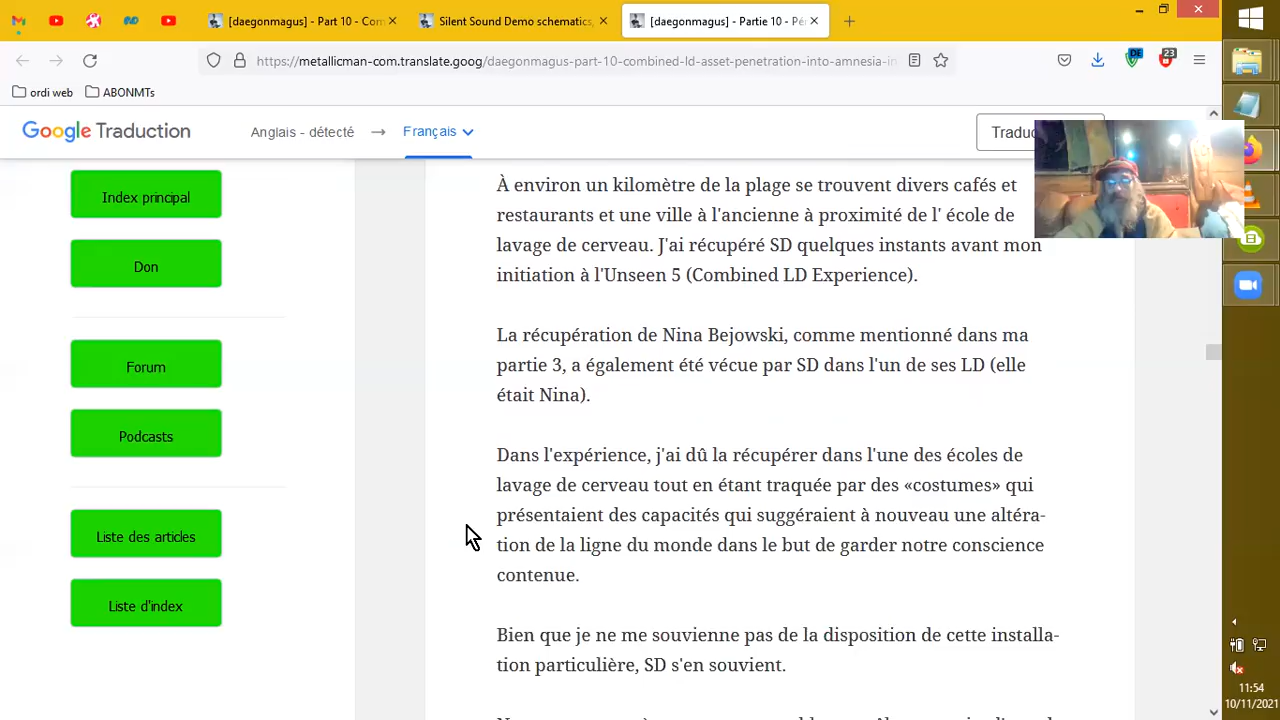 [daegonmagus] - Part 10 - Con
Silent Sound Demo schematics,
[daegonmagus] - Partie 10 - Pé
https://metallicman-com.translate.goog/daegonmagus-part-10-combined-ld-asset-penetration-into-amnesia-in
DE
23
ordi web
ABONMTs
Google Traduction
Anglais - détecté
Français
Traduc
Index principal
Don
Forum
Podcasts
Liste des articles
Liste d'index
À environ un kilomètre de la plage se trouvent divers cafés et
restaurants et une ville à l'ancienne à proximité de l' école de
lavage de cerveau. J'ai récupéré SD quelques instants avant mon
initiation à l'Unseen 5 (Combined LD Experience).
La récupération de Nina Bejowski, comme mentionné dans ma
partie 3, a également été vécue par SD dans l'un de ses LD (elle
était Nina).
Dans l'expérience, j'ai dû la récupérer dans l'une des écoles de
lavage de cerveau tout en étant traquée par des «costumes» qui
présentaient des capacités qui suggéraient à nouveau une altéra-
tion de la ligne du monde dans le but de garder notre conscience
contenue.
Bien que je ne me souvienne pas de la disposition de cette installa-
tion particulière, SD s'en souvient.
11:54
10/11/2021